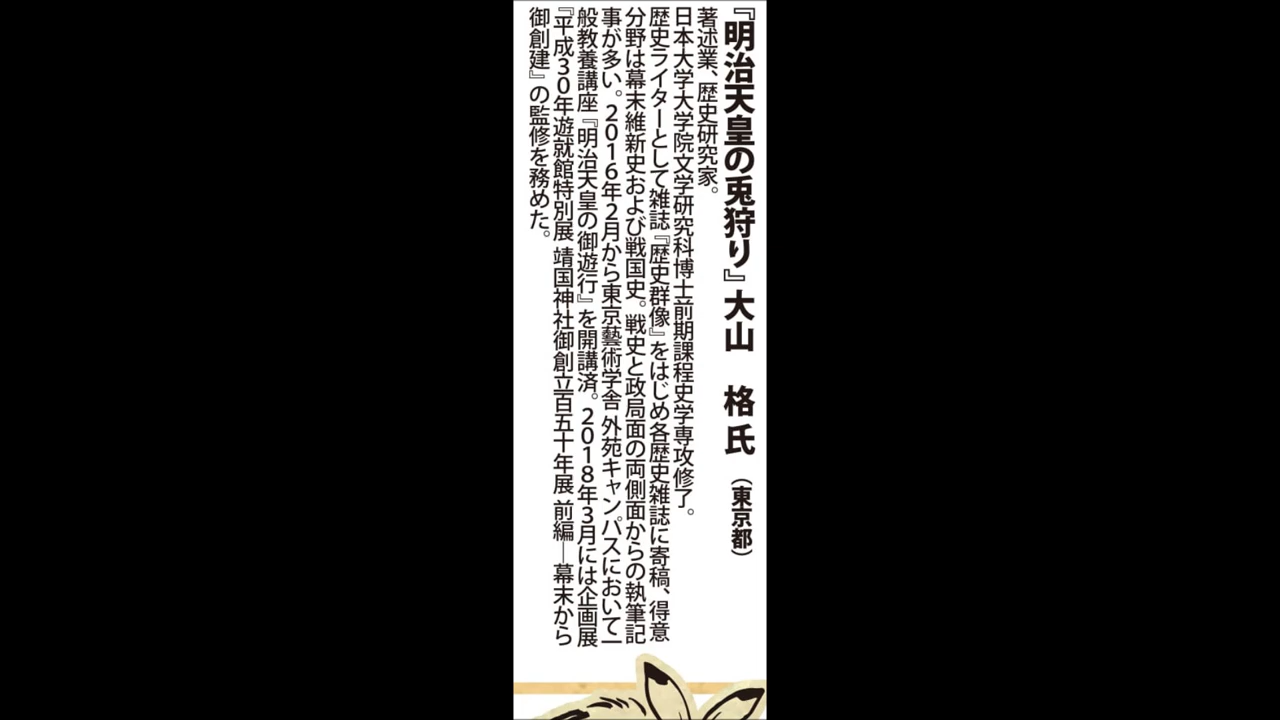 『明治天皇の兎狩り』大山　格氏（東京都）
著述業、歴史研究家。
日本大学大学院文学研究科博士前期課程史学専攻修了。
歴史ライターとして雑誌『歴史群像』をはじめ各歴史雑誌に寄稿、得意
分野は幕末維新史および戦国史。戦史と政局面の両側面からの執筆記
事が多い。2016年2月から東京藝術学舎 外苑キャンパスにおいて一
般教養講座『明治天皇の御遊行』を開講済。2018年3月には企画展
『平成30年遊就館特別展 靖国神社御創立百五十年展 前編―幕末から
御創建』の監修を務めた。